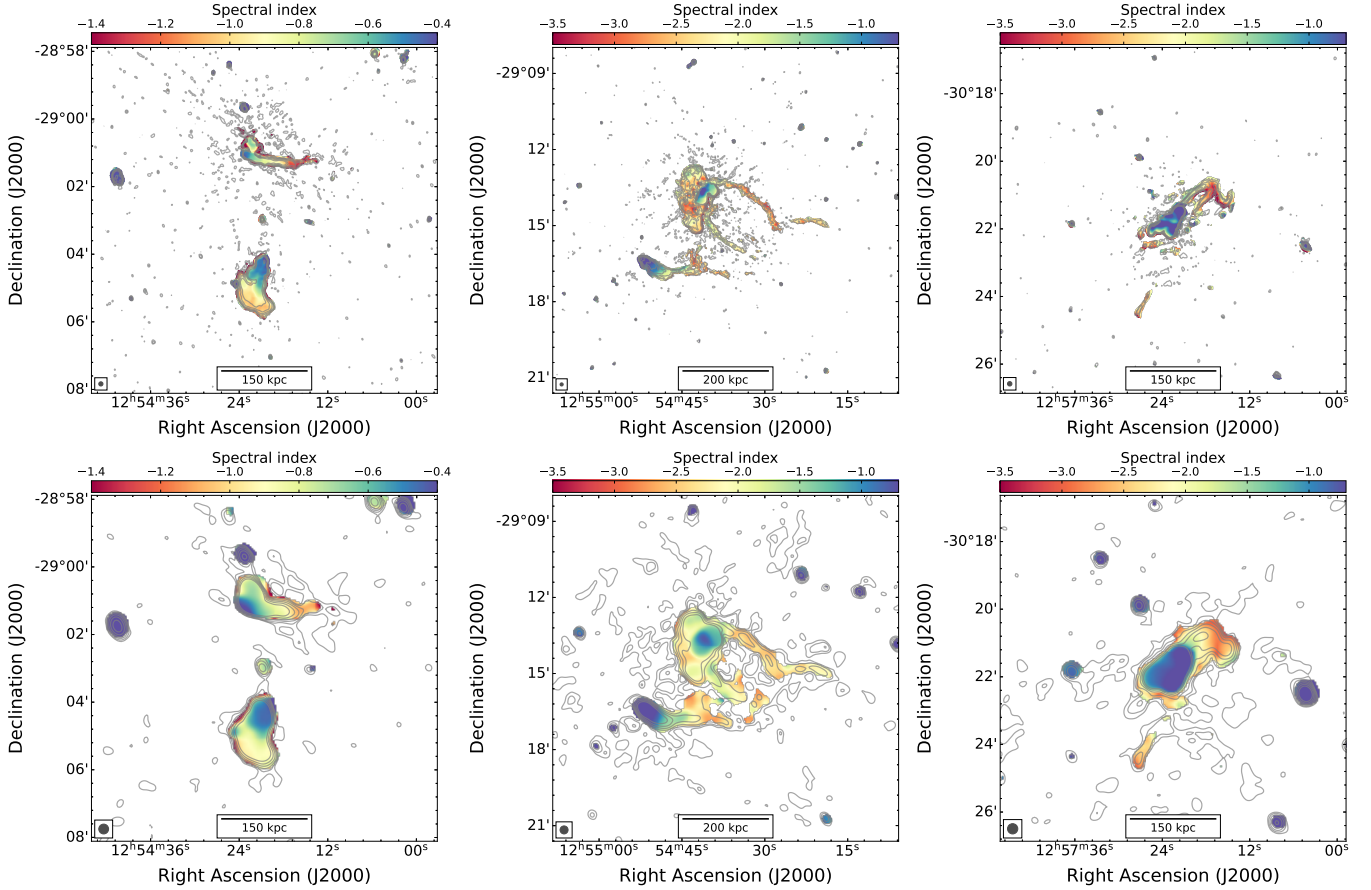 Spectral index
−1.4 −1.2 −1.0 −0.8 −0.6 −0.4
Declination (J2000)
-28°58'
-29°00'
02'
04'
06'
08'
150 kpc
12ʰ54ᵐ36ˢ 24ˢ 12ˢ 00ˢ
Right Ascension (J2000)
Spectral index
−3.5 −3.0 −2.5 −2.0 −1.5 −1.0
Declination (J2000)
-29°09'
12'
15'
18'
21'
200 kpc
12ʰ55ᵐ00ˢ 54ᵐ45ˢ 30ˢ 15ˢ
Right Ascension (J2000)
Spectral index
−3.5 −3.0 −2.5 −2.0 −1.5 −1.0
Declination (J2000)
-30°18'
20'
22'
24'
26'
150 kpc
12ʰ57ᵐ36ˢ 24ˢ 12ˢ 00ˢ
Right Ascension (J2000)
Spectral index
−1.4 −1.2 −1.0 −0.8 −0.6 −0.4
Declination (J2000)
-28°58'
-29°00'
02'
04'
06'
08'
150 kpc
12ʰ54ᵐ36ˢ 24ˢ 12ˢ 00ˢ
Right Ascension (J2000)
Spectral index
−3.5 −3.0 −2.5 −2.0 −1.5 −1.0
Declination (J2000)
-29°09'
12'
15'
18'
21'
200 kpc
12ʰ55ᵐ00ˢ 54ᵐ45ˢ 30ˢ 15ˢ
Right Ascension (J2000)
Spectral index
−3.5 −3.0 −2.5 −2.0 −1.5 −1.0
Declination (J2000)
-30°18'
20'
22'
24'
26'
150 kpc
12ʰ57ᵐ36ˢ 24ˢ 12ˢ 00ˢ
Right Ascension (J2000)